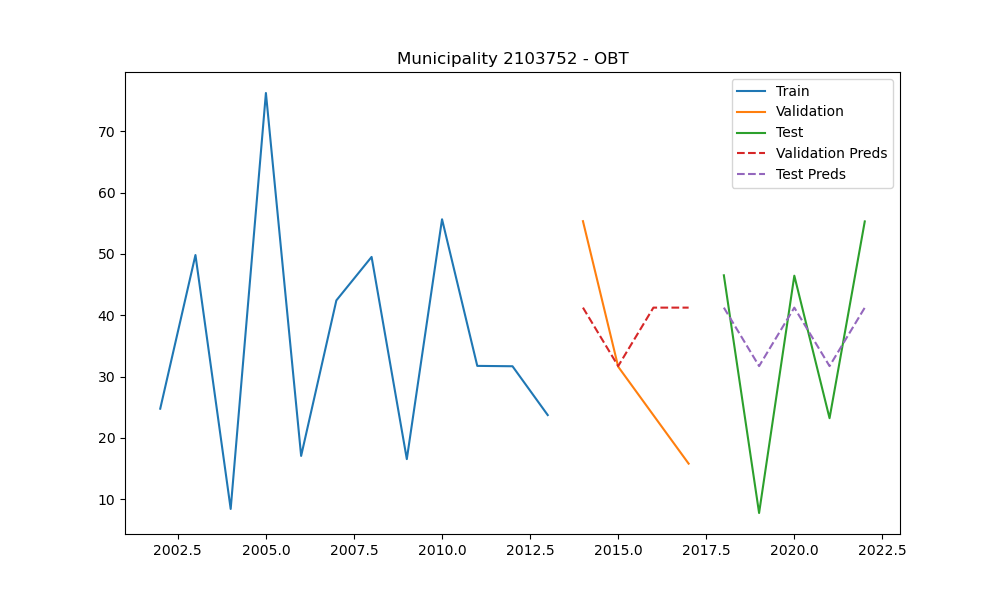 Municipality 2103752 - OBT
Train
Validation
Test
Validation Preds
Test Preds
70
60
50
40
30
20
10
2002.5 2005.0 2007.5 2010.0 2012.5 2015.0 2017.5 2020.0 2022.5